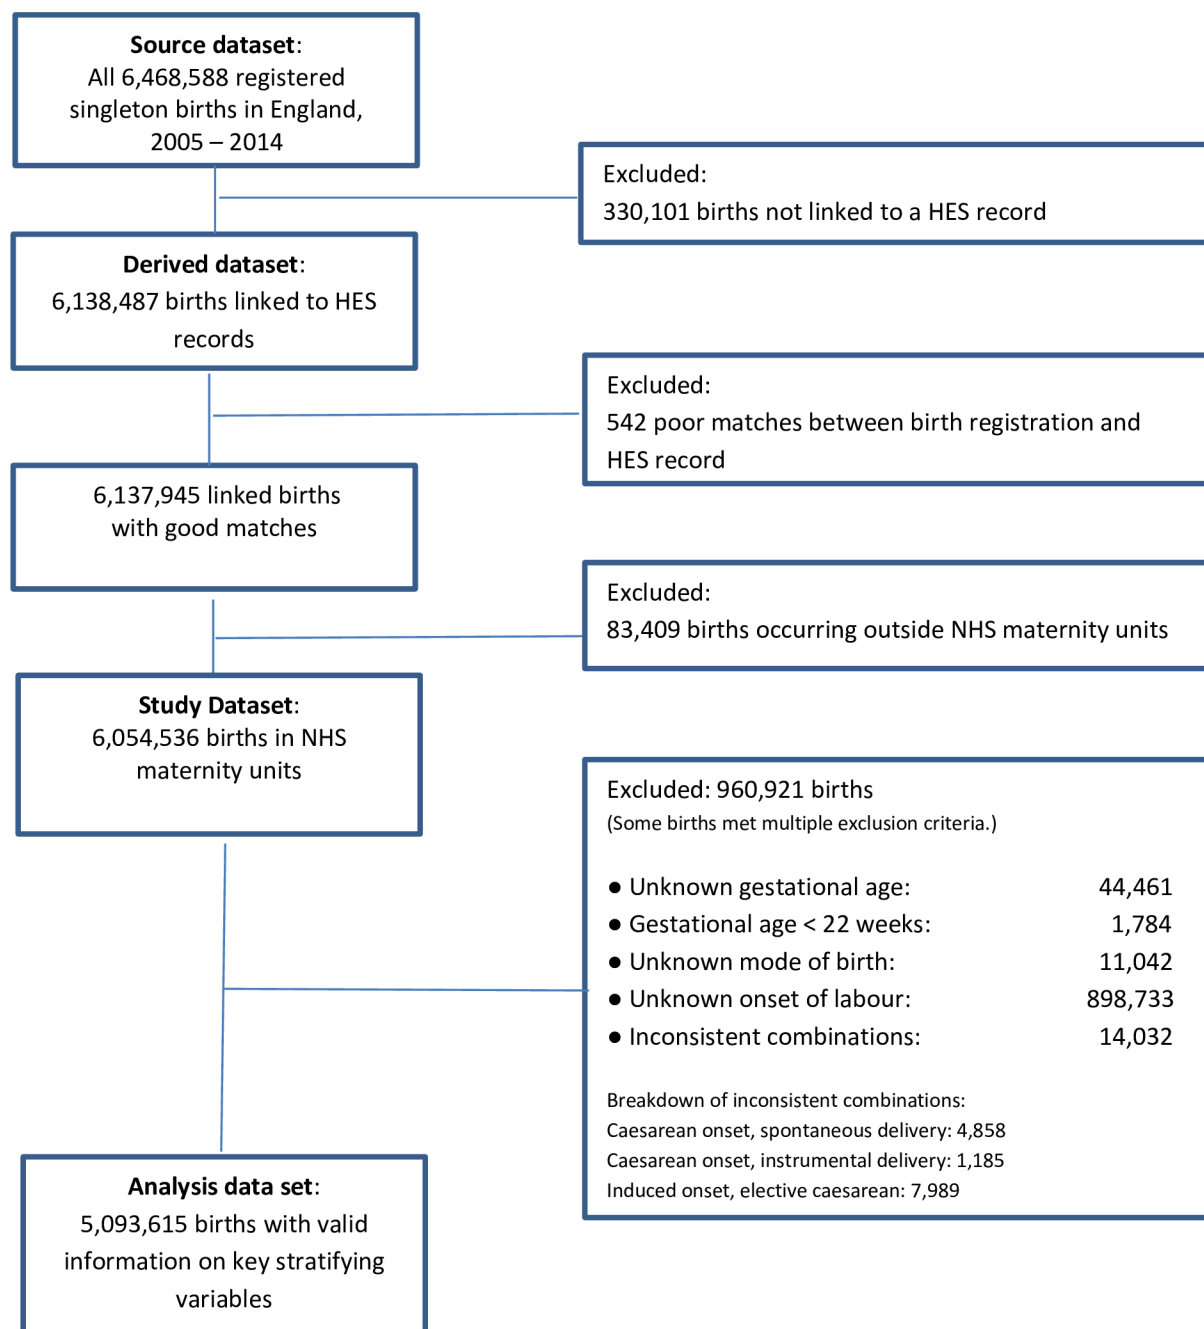 Source dataset:
All 6,468,588 registered
singleton births in England,
2005 – 2014
Excluded:
330,101 births not linked to a HES record
Derived dataset:
6,138,487 births linked to HES
records
Excluded:
542 poor matches between birth registration and
HES record
6,137,945 linked births
with good matches
Excluded:
83,409 births occurring outside NHS maternity units
Study Dataset:
6,054,536 births in NHS
maternity units
Excluded: 960,921 births
(Some births met multiple exclusion criteria.)
● Unknown gestational age: 44,461
● Gestational age < 22 weeks: 1,784
● Unknown mode of birth: 11,042
● Unknown onset of labour: 898,733
● Inconsistent combinations: 14,032
Breakdown of inconsistent combinations:
Caesarean onset, spontaneous delivery: 4,858
Caesarean onset, instrumental delivery: 1,185
Induced onset, elective caesarean: 7,989
Analysis data set:
5,093,615 births with valid
information on key stratifying
variables